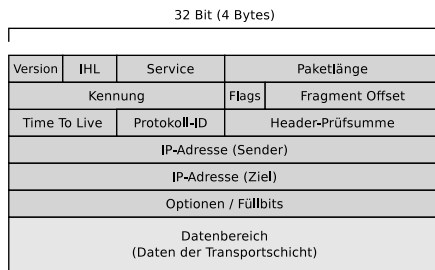 32 Bit (4 Bytes)
Version IHL Service Paketlänge
Kennung Flags Fragment Offset
Time To Live Protokoll-ID Header-Prüfsumme
IP-Adresse (Sender)
IP-Adresse (Ziel)
Optionen / Füllbits
Datenbereich
(Daten der Transportschicht)